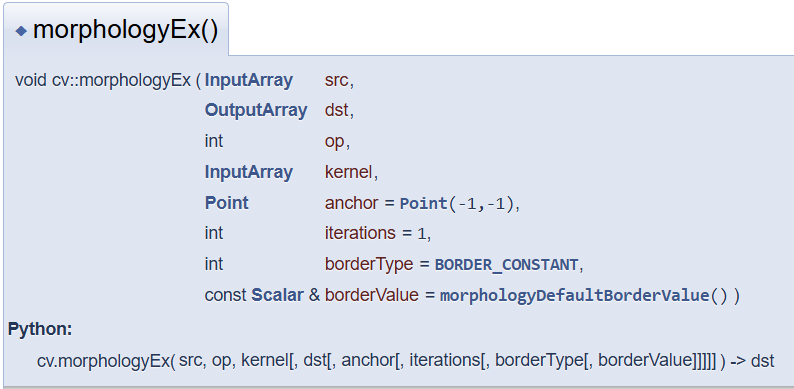 ◆ morphologyEx()
void cv::morphologyEx ( InputArray src,
OutputArray dst,
int op,
InputArray kernel,
Point anchor = Point(-1,-1),
int iterations = 1,
int borderType = BORDER_CONSTANT,
const Scalar & borderValue = morphologyDefaultBorderValue() )
Python:
cv.morphologyEx( src, op, kernel[, dst[, anchor[, iterations[, borderType[, borderValue]]]]] ) -> dst